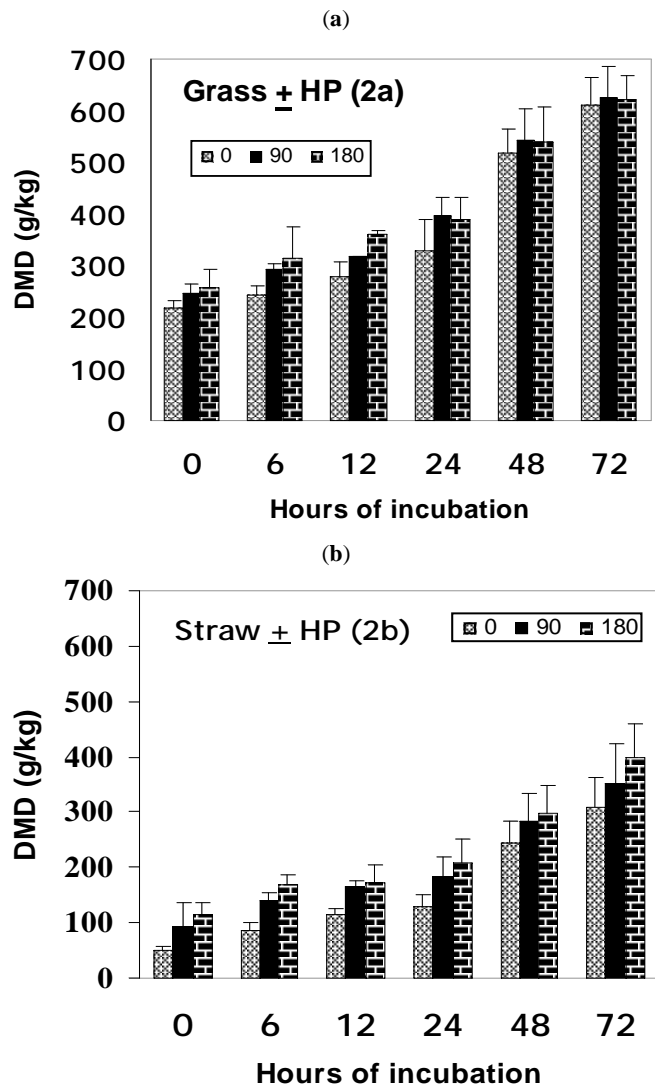 (a)
700
600
500
400
300
200
100
0
DMD (g/kg)
Grass + HP (2a)
0 90 180
0 6 12 24 48 72
Hours of incubation
(b)
700
600
500
400
300
200
100
0
DMD (g/kg)
Straw + HP (2b)
0 90 180
0 6 12 24 48 72
Hours of incubation